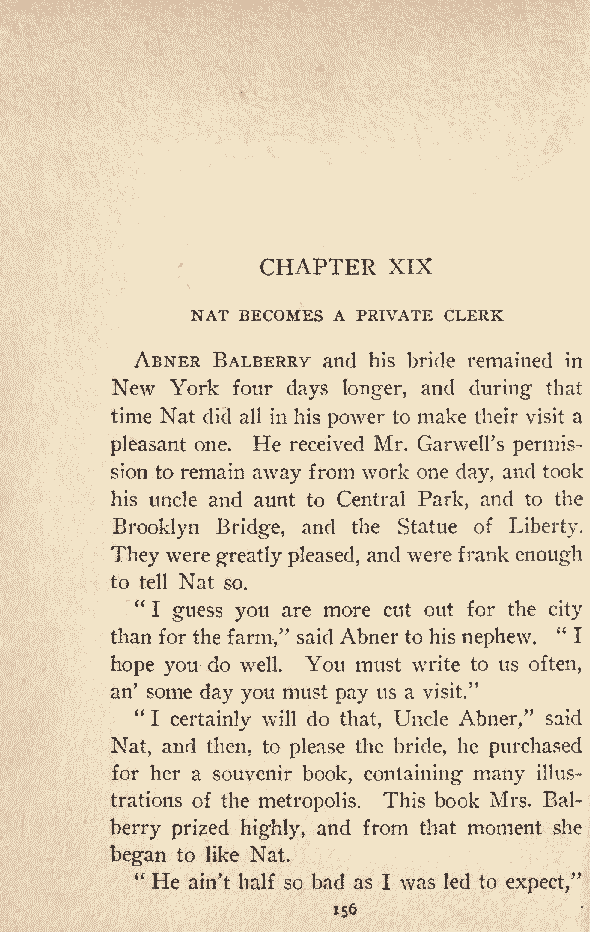 CHAPTER XIX
NAT BECOMES A PRIVATE CLERK
ABNER BALBERRY and his bride remained in
New York four days longer, and during that
time Nat did all in his power to make their visit a
pleasant one. He received Mr. Garwell's permis-
sion to remain away from work one day, and took
his uncle and aunt to Central Park, and to the
Brooklyn Bridge, and the Statue of Liberty.
They were greatly pleased, and were frank enough
to tell Nat so.
"I guess you are more cut out for the city
than for the farm," said Abner to his nephew. "I
hope you do well. You must write to us often,
an' some day you must pay us a visit."
"I certainly will do that, Uncle Abner," said
Nat, and then, to please the bride, he purchased
for her a souvenir book, containing many illus-
trations of the metropolis. This book Mrs. Bal-
berry prized highly, and from that moment she
began to like Nat.
"He ain't half so bad as I was led to expect,"
156